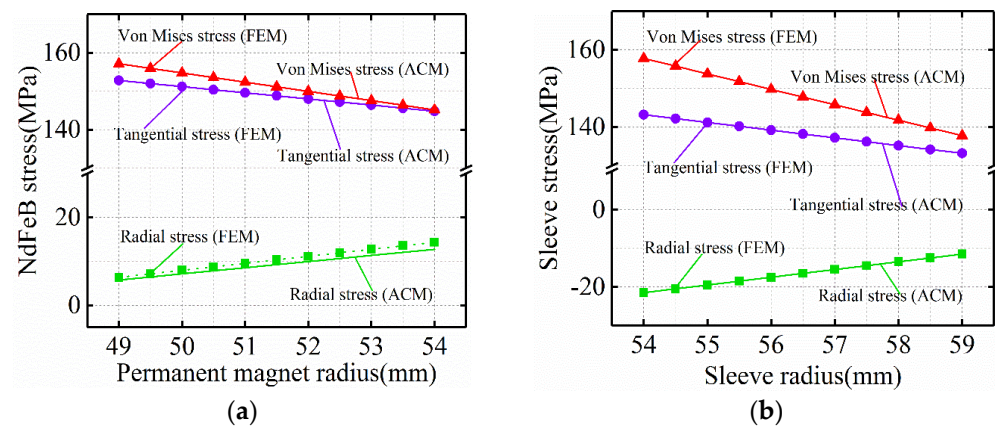 160
140
20
0
NdFeB stress(MPa)
Von Mises stress (FEM)
Von Mises stress (ACM)
Tangential stress (FEM)
Tangential stress (ACM)
Radial stress (FEM)
Radial stress (ACM)
49 50 51 52 53 54
Permanent magnet radius(mm)
(a)
160
140
0
-20
Sleeve stress(MPa)
Von Mises stress (FEM)
Von Mises stress (ACM)
Tangential stress (FEM)
Tangential stress (ACM)
Radial stress (FEM)
Radial stress (ACM)
54 55 56 57 58 59
Sleeve radius(mm)
(b)